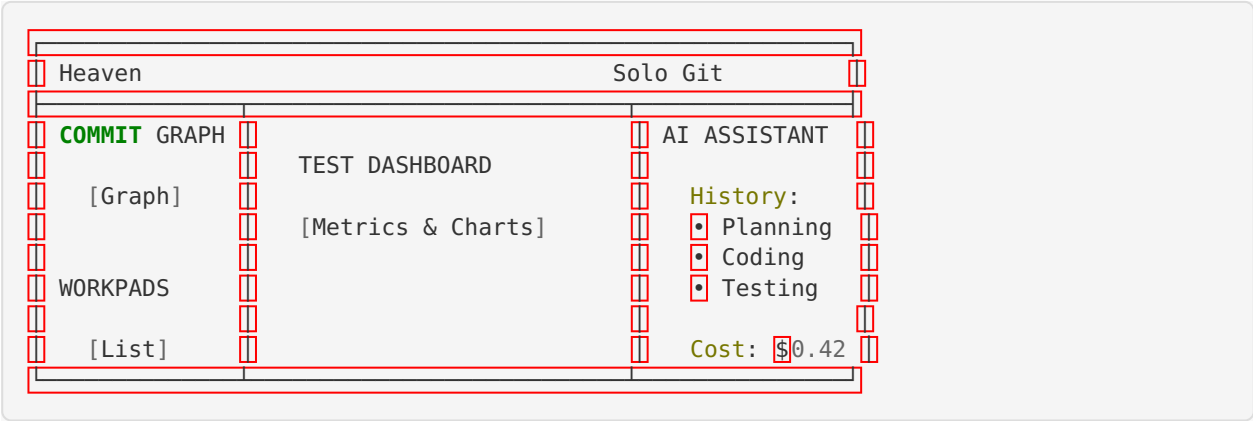 Heaven Solo Git
COMMIT GRAPH AI ASSISTANT
TEST DASHBOARD
[Graph] History:
[Metrics & Charts] • Planning
• Coding
WORKPADS • Testing
[List] Cost: $0.42